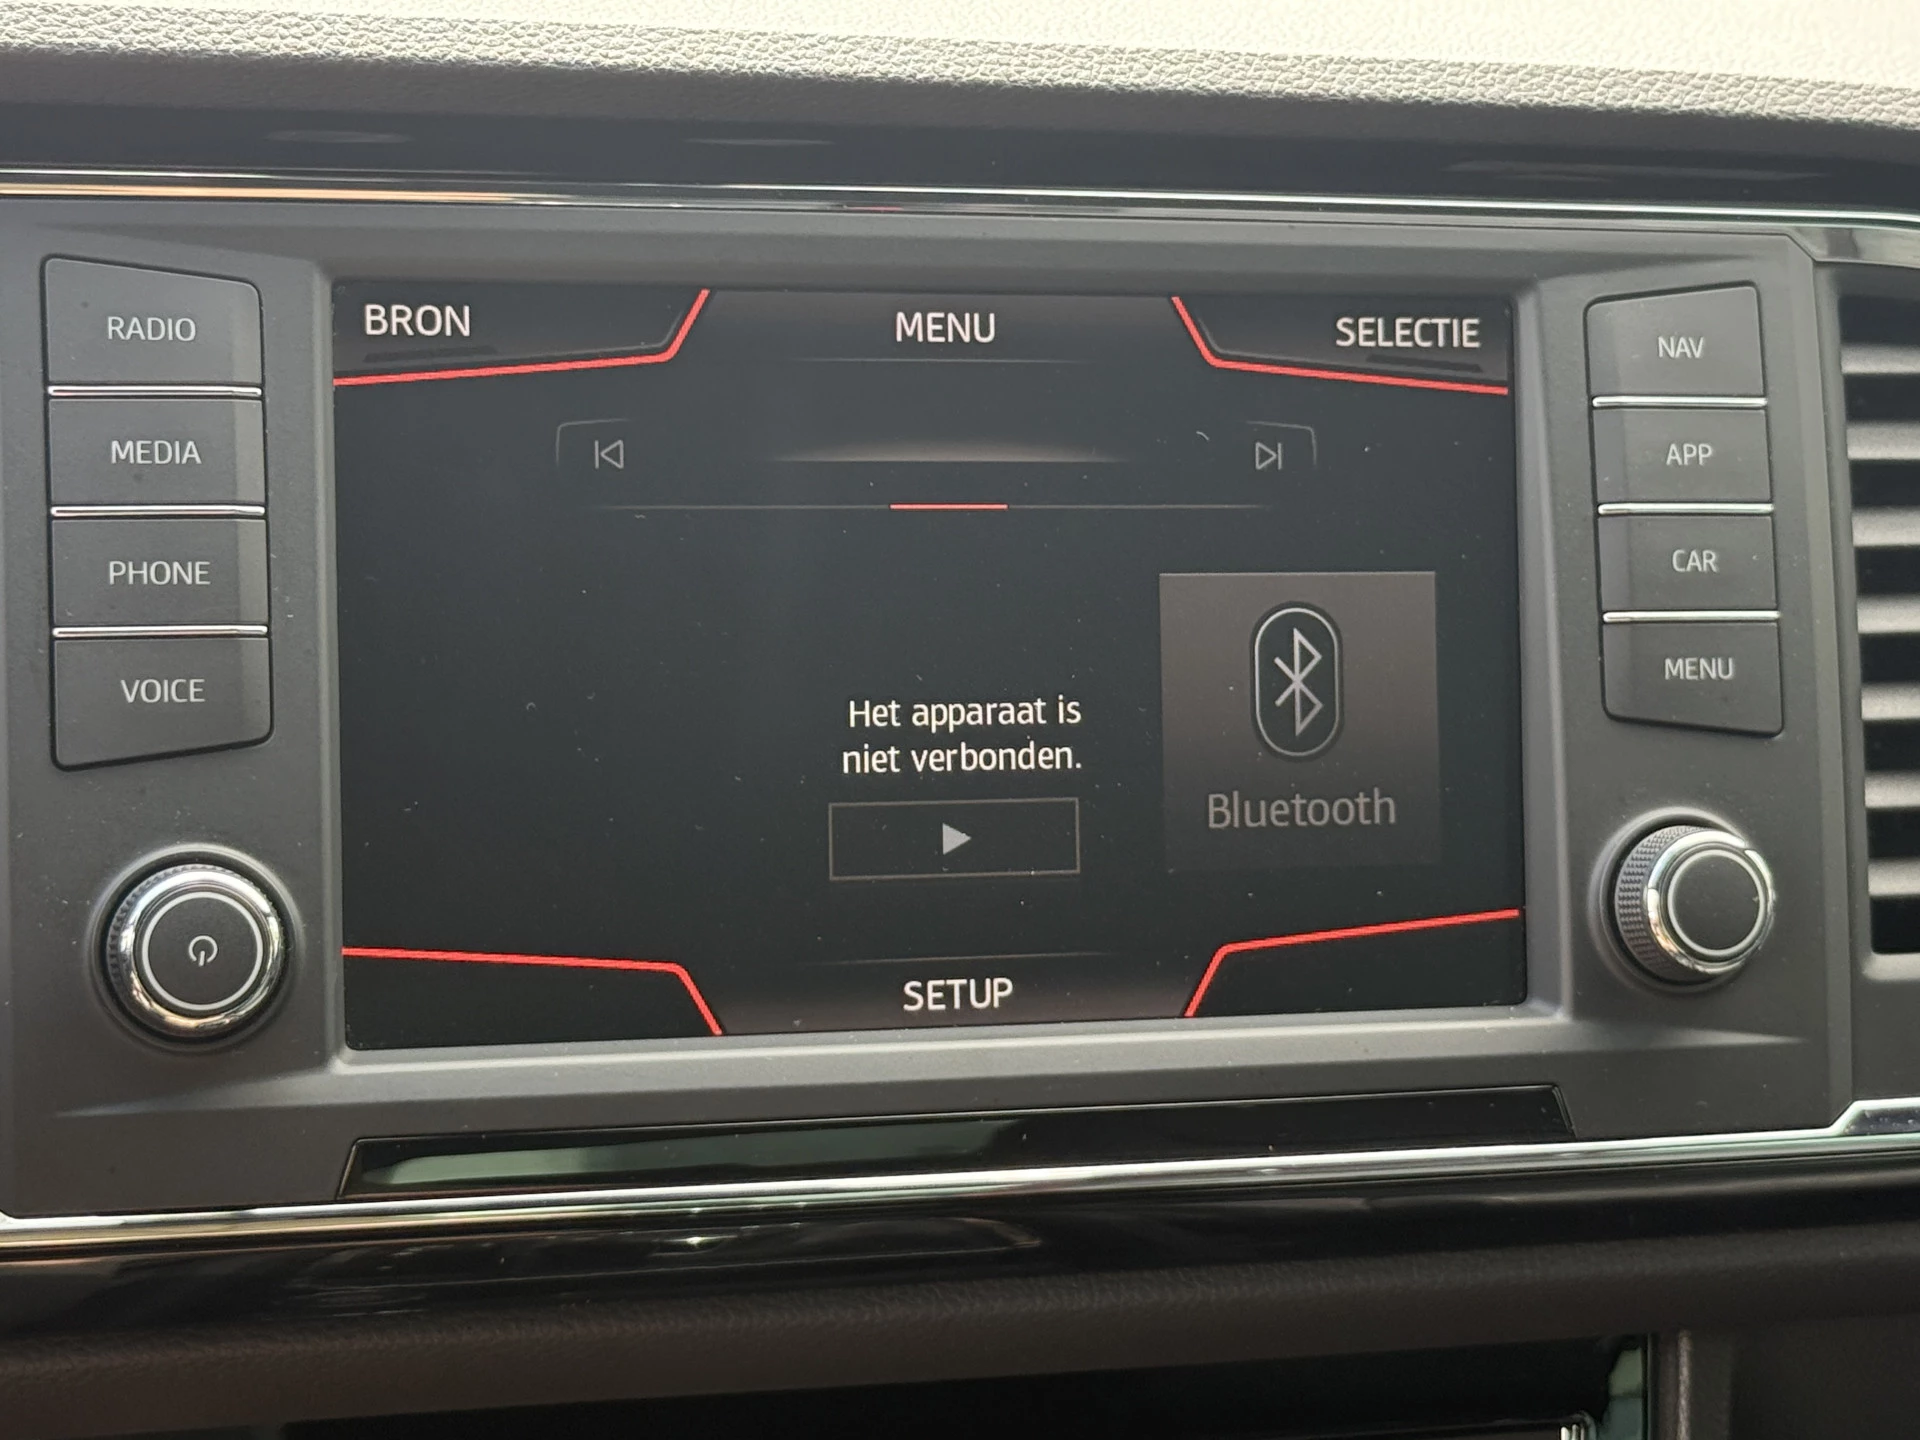 RADIO
MEDIA
PHONE
VOICE
BRON
MENU
SELECTIE
Het apparaat is
niet verbonden.
Bluetooth
SETUP
NAV
APP
CAR
MENU